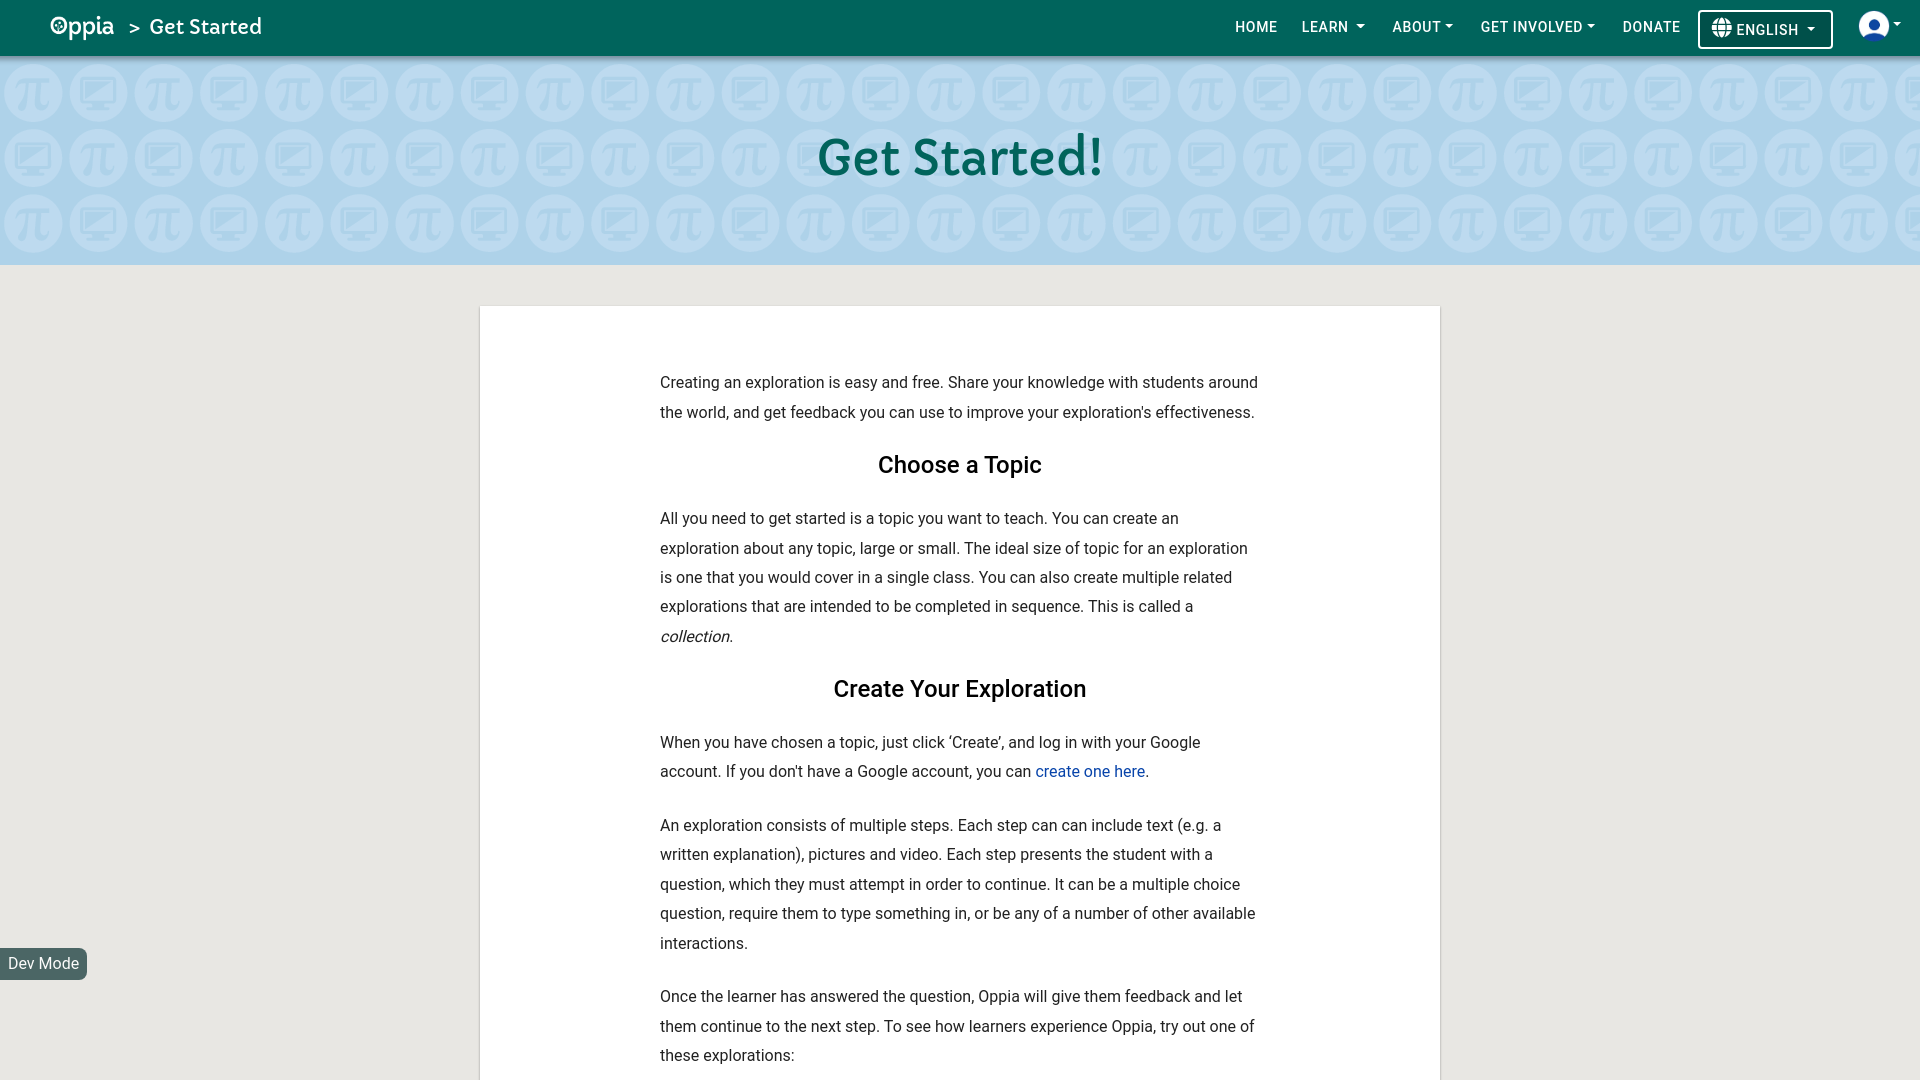 Oppia > Get Started
HOME LEARN ABOUT GET INVOLVED DONATE ENGLISH
Get Started!
Creating an exploration is easy and free. Share your knowledge with students around
the world, and get feedback you can use to improve your exploration's effectiveness.
Choose a Topic
All you need to get started is a topic you want to teach. You can create an
exploration about any topic, large or small. The ideal size of topic for an exploration
is one that you would cover in a single class. You can also create multiple related
explorations that are intended to be completed in sequence. This is called a
collection.
Create Your Exploration
When you have chosen a topic, just click ‘Create’, and log in with your Google
account. If you don't have a Google account, you can create one here.
An exploration consists of multiple steps. Each step can can include text (e.g. a
written explanation), pictures and video. Each step presents the student with a
question, which they must attempt in order to continue. It can be a multiple choice
question, require them to type something in, or be any of a number of other available
interactions.
Dev Mode
Once the learner has answered the question, Oppia will give them feedback and let
them continue to the next step. To see how learners experience Oppia, try out one of
these explorations: